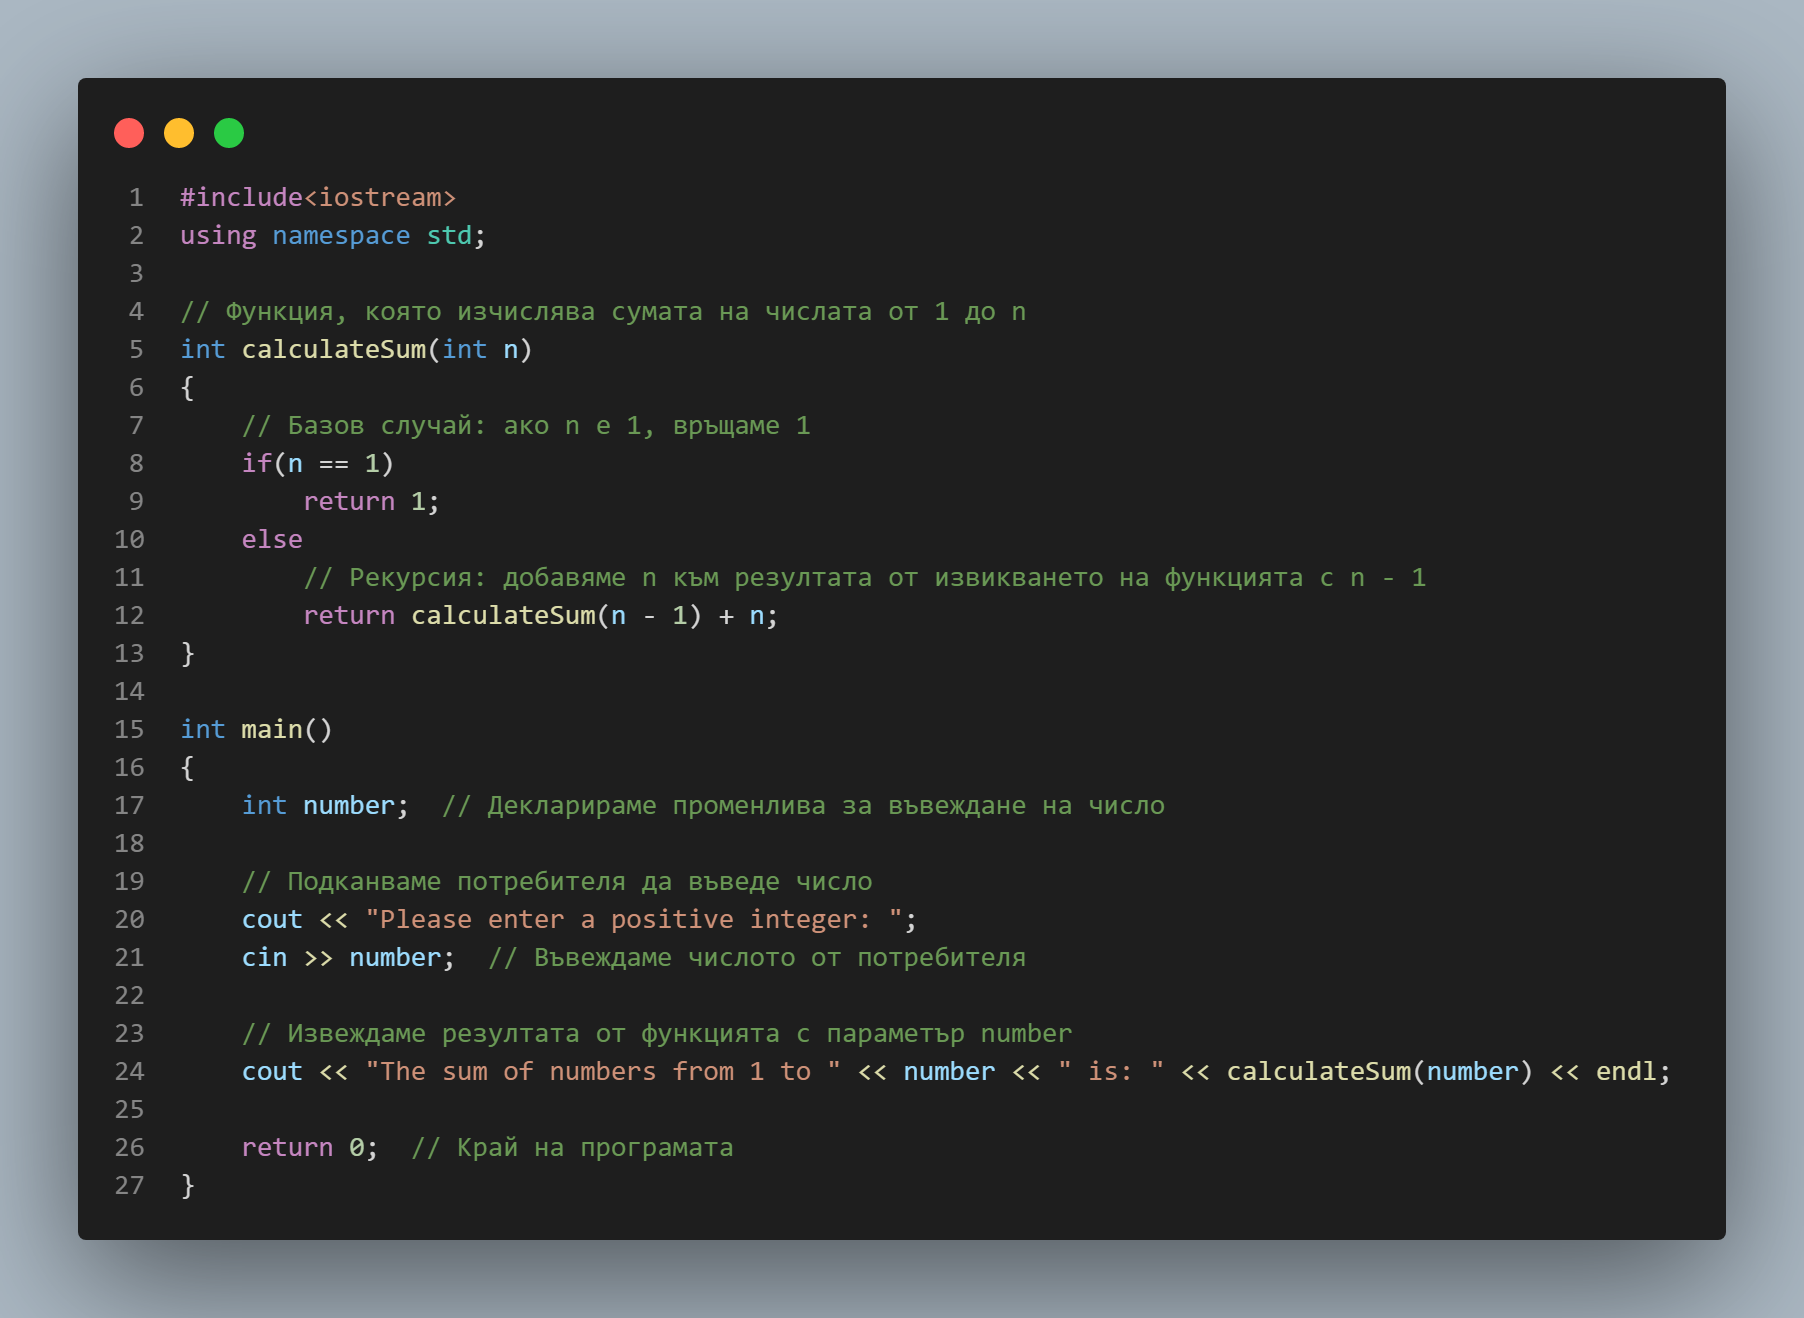 1 #include<iostream>
2 using namespace std;
3
4 // Функция, която изчислява сумата на числата от 1 до n
5 int calculateSum(int n)
6 {
7     // Базов случай: ако n е 1, връщаме 1
8     if(n == 1)
9         return 1;
10     else
11         // Рекурсия: добавяме n към резултата от извикването на функцията с n - 1
12         return calculateSum(n - 1) + n;
13 }
14
15 int main()
16 {
17     int number;  // Декларираме променлива за въвеждане на число
18
19     // Подканваме потребителя да въведе число
20     cout << "Please enter a positive integer: ";
21     cin >> number;  // Въвеждаме числото от потребителя
22
23     // Извеждаме резултата от функцията с параметър number
24     cout << "The sum of numbers from 1 to " << number << " is: " << calculateSum(number) << endl;
25
26     return 0;  // Край на програмата
27 }